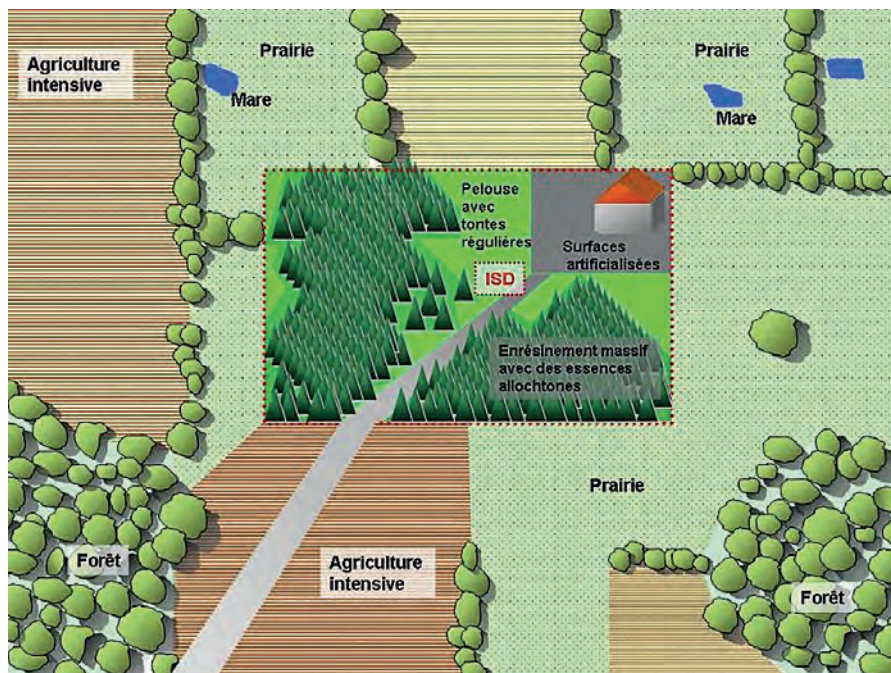 Agriculture
intensive
Prairie
Mare
Prairie
Mare
Pelouse
avec
tontes
régulières
Surfaces
artificialisées
ISD
Enrésinement massif
avec des essences
allochtones
Prairie
Forêt
Agriculture
intensive
Forêt